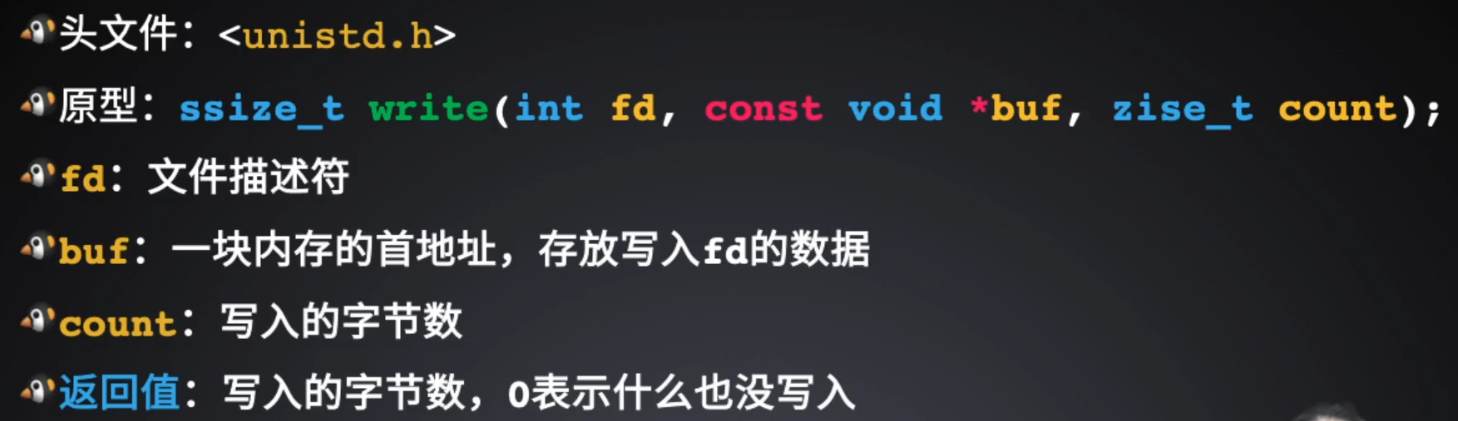 头文件：<unistd.h>
原型：ssize_t write(int fd, const void *buf, zise_t count);
fd：文件描述符
buf：一块内存的首地址，存放写入fd的数据
count：写入的字节数
返回值：写入的字节数，0表示什么也没写入